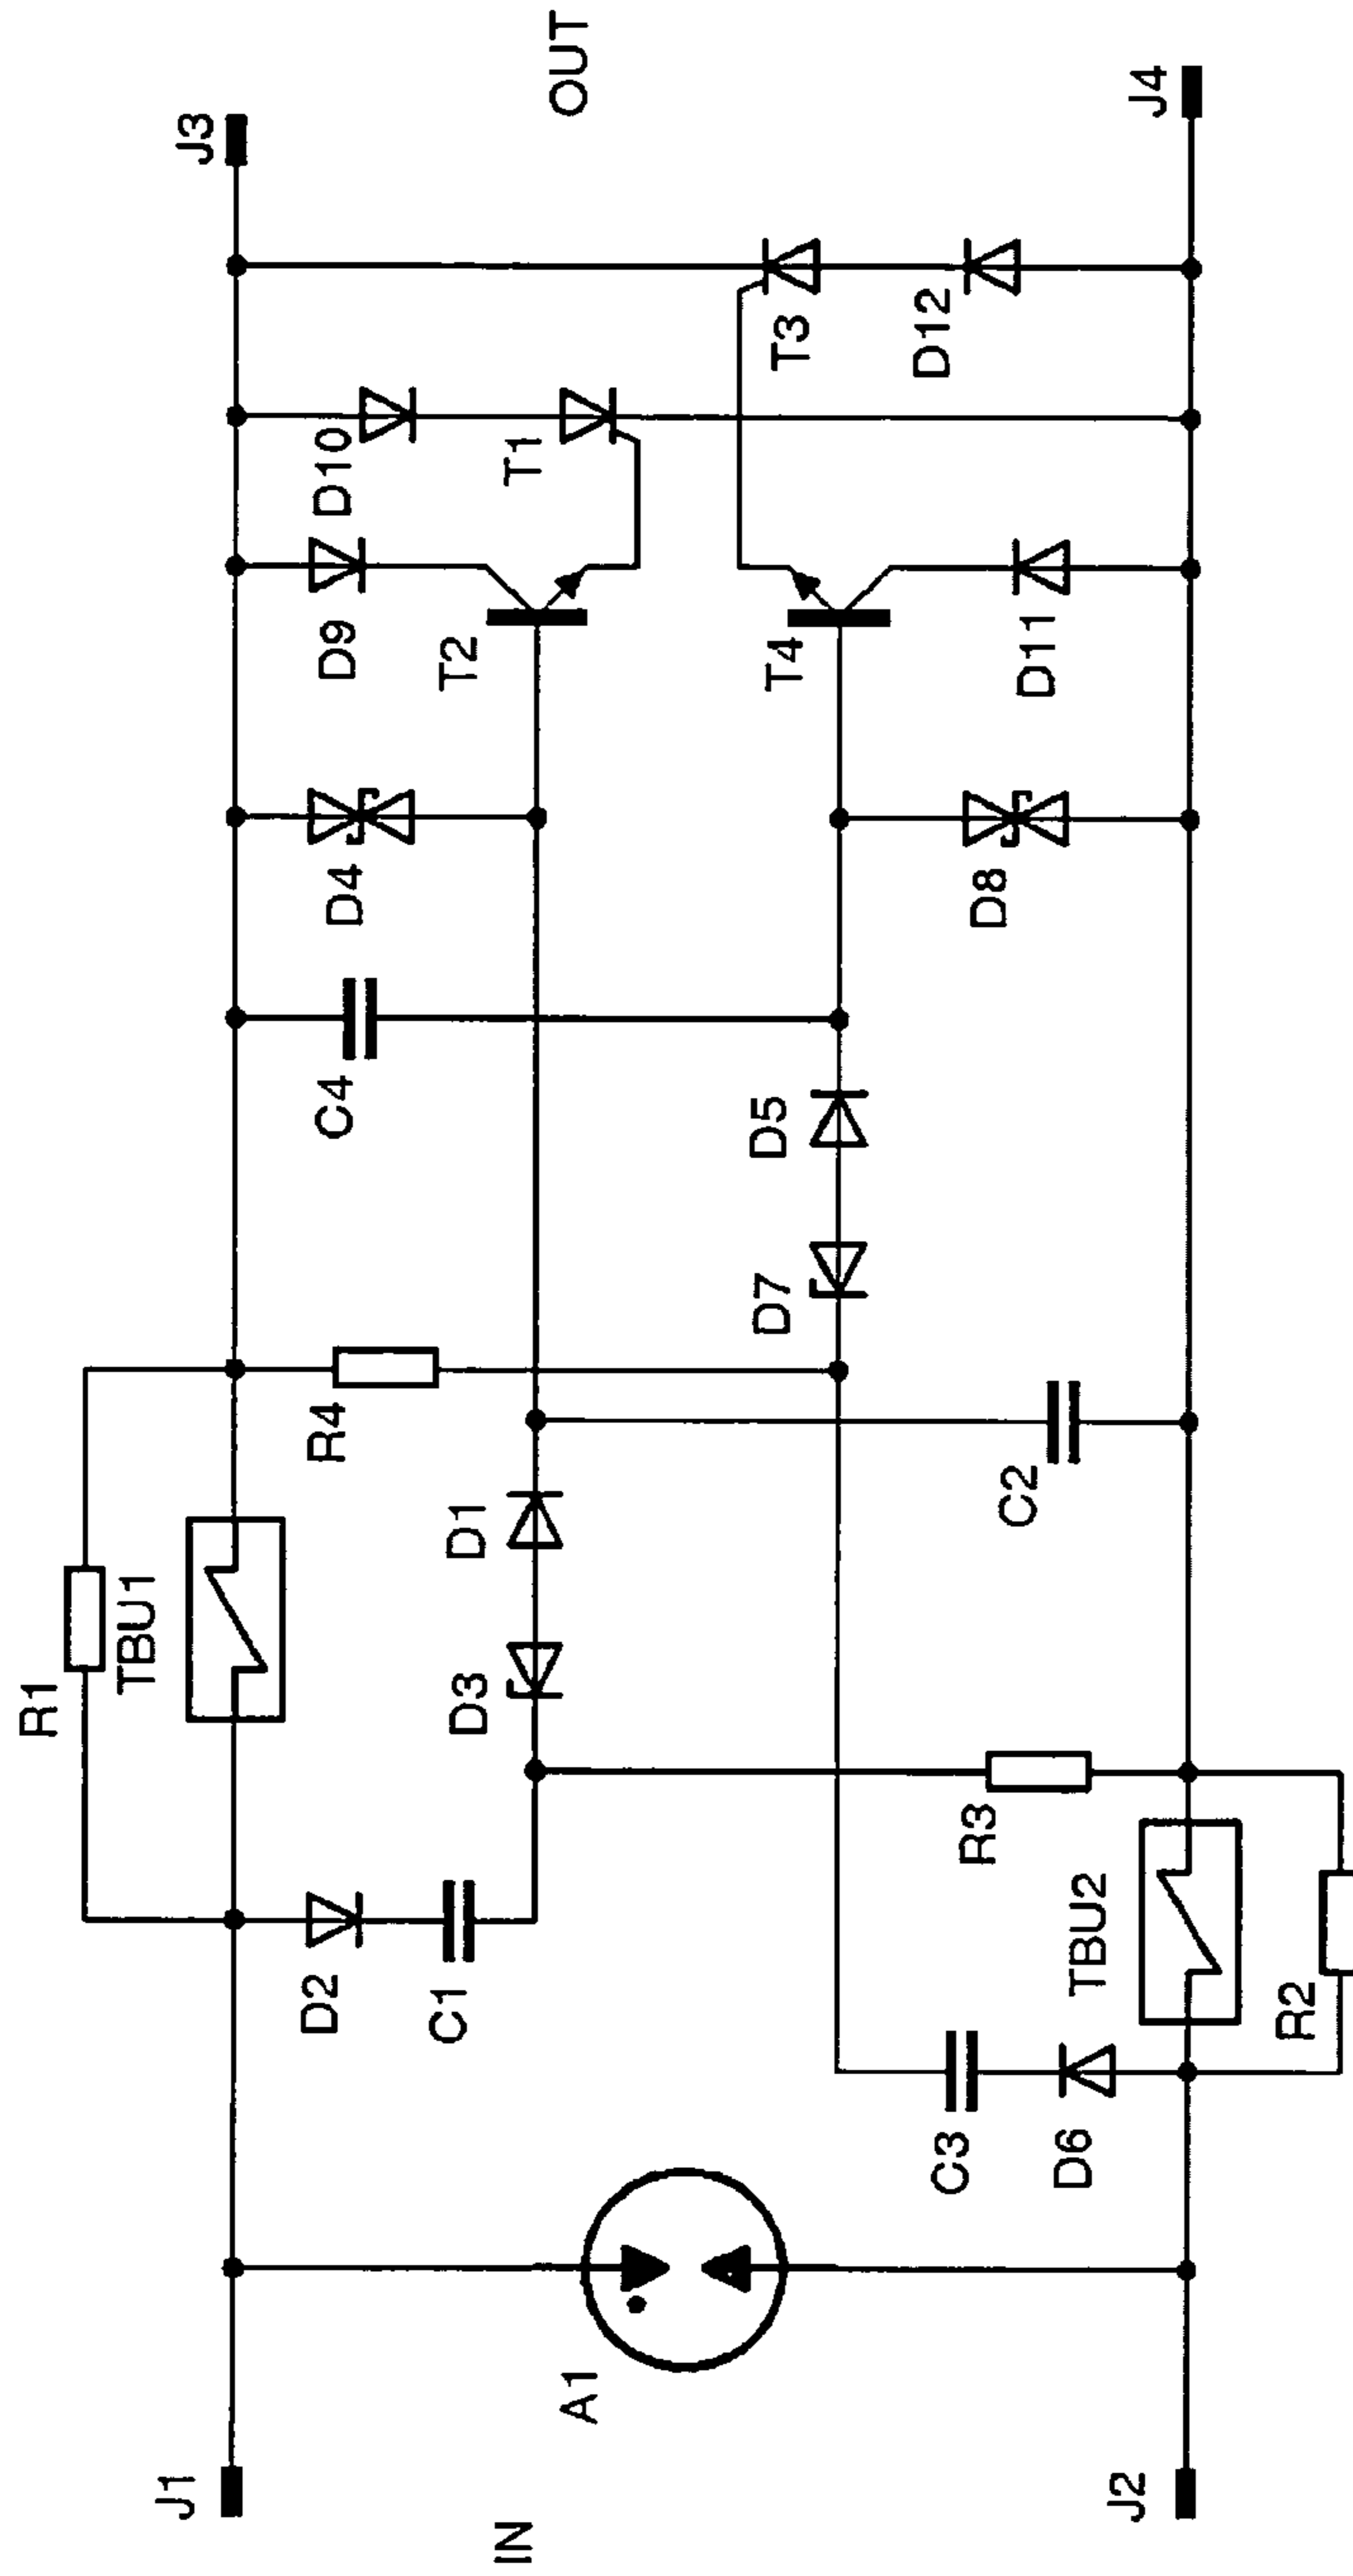 J1
J2
IN
A1
R1
TBU1
D2
C1
C3
D6
TBU2
R2
R3
D3
D1
R4
C2
D7
D5
C4
D4
D8
D9
T2
T4
D11
D10
T1
T3
D12
J3
J4
OUT